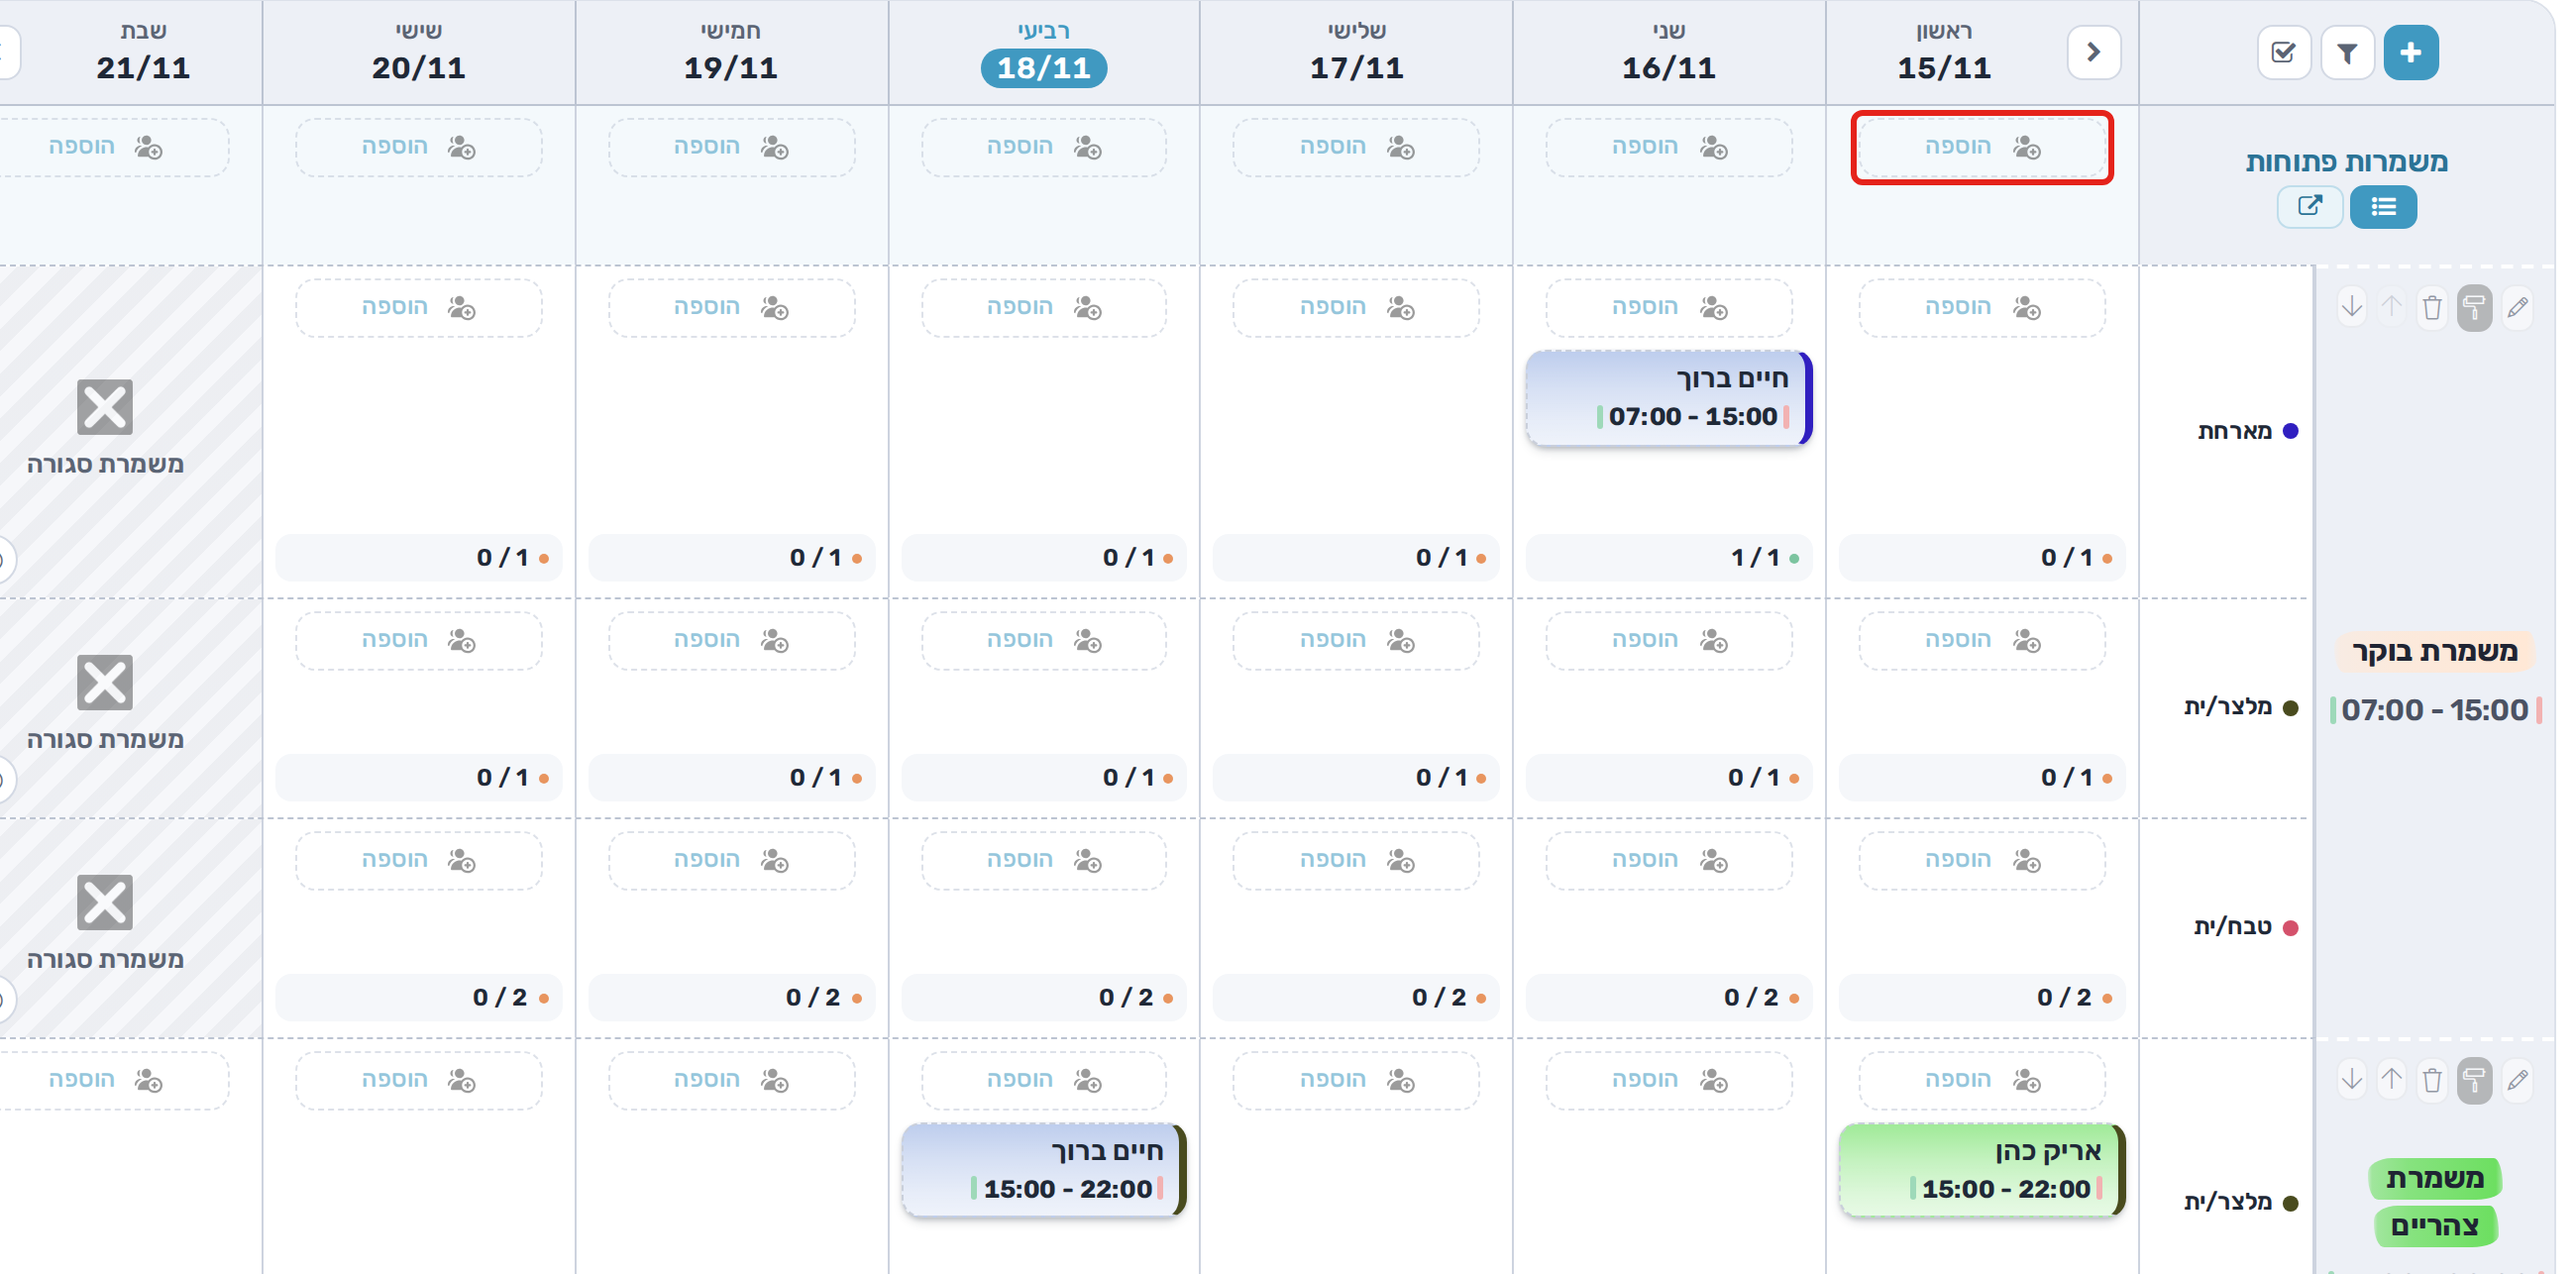 ראשון שני שלישי רביעי חמישי שישי שבת
15/11 16/11 17/11 18/11 19/11 20/11 21/11
משמרות פתוחות
הוספה הוספה הוספה הוספה הוספה הוספה הוספה
הוספה הוספה הוספה הוספה הוספה הוספה
חיים ברוך
07:00 - 15:00
מארחת
משמרת סגורה
0 / 1 1 / 1 0 / 1 0 / 1 0 / 1 0 / 1
משמרת בוקר
07:00 - 15:00
הוספה הוספה הוספה הוספה הוספה הוספה
מלצר/ית
משמרת סגורה
0 / 1 0 / 1 0 / 1 0 / 1 0 / 1 0 / 1
הוספה הוספה הוספה הוספה הוספה הוספה
טבח/ית
משמרת סגורה
0 / 2 0 / 2 0 / 2 0 / 2 0 / 2 0 / 2
הוספה הוספה הוספה הוספה הוספה הוספה הוספה
משמרת
צהריים
מלצר/ית
אריק כהן
15:00 - 22:00
חיים ברוך
15:00 - 22:00